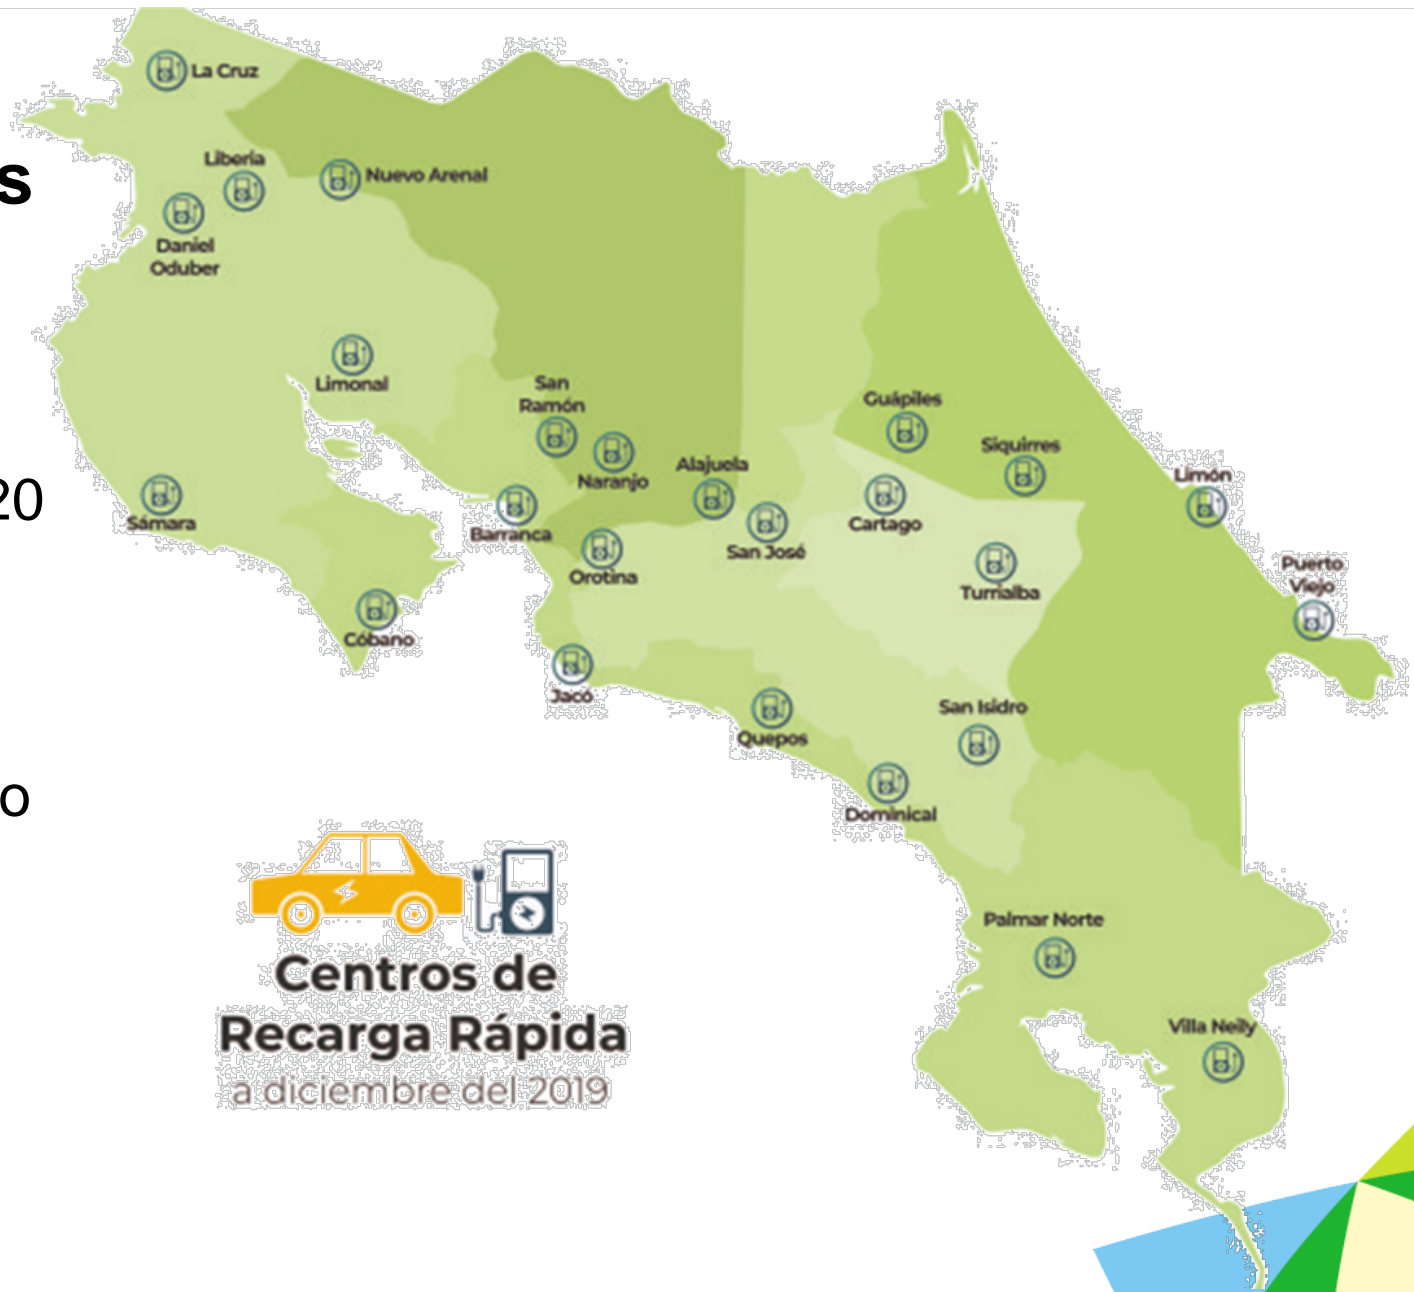 s
20
o
La Cruz
Liberia
Nuevo Arenal
Daniel
Oduber
Limonal
San
Ramón
Naranjo
Alajuela
Guápiles
Siquirres
Limón
Sámara
Barranca
Orotina
San José
Cartago
Turrialba
Puerto
Viejo
Cóbano
Jacó
Quepos
San Isidro
Dominical
Palmar Norte
Villa Neily
Centros de
Recarga Rápida
a diciembre del 2019